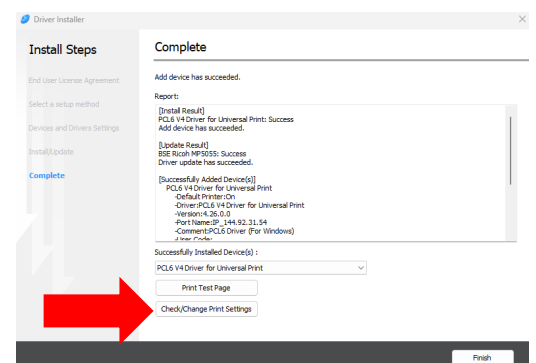 Driver Installer
Install Steps
End User License Agreement
Select a setup method
Devices and Drivers Settings
Install/Update
Complete
Complete
Add device has succeeded.
Report:
[Install Result]
PCL6 V4 Driver for Universal Print: Success
Add device has succeeded.
[Update Result]
BSE Ricoh MP5055: Success
Driver update has succeeded.
[Successfully Added Device(s)]
PCL6 V4 Driver for Universal Print
-Default Printer:On
-Driver:PCL6 V4 Driver for Universal Print
-Version:4.26.0.0
-Port Name:IP_144.92.31.54
-Comment:PCL6 Driver (For Windows)
-User Code:
Successfully Installed Device(s) :
PCL6 V4 Driver for Universal Print
Print Test Page
Check/Change Print Settings
Finish